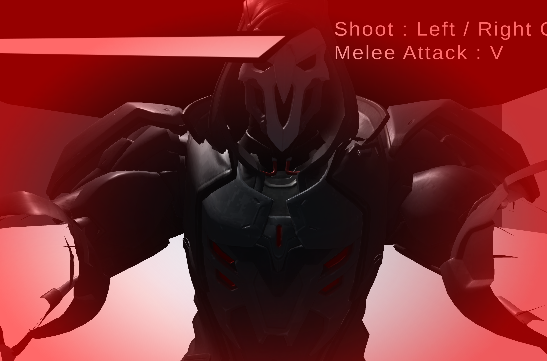 Shoot : Left / Right
Melee Attack : V